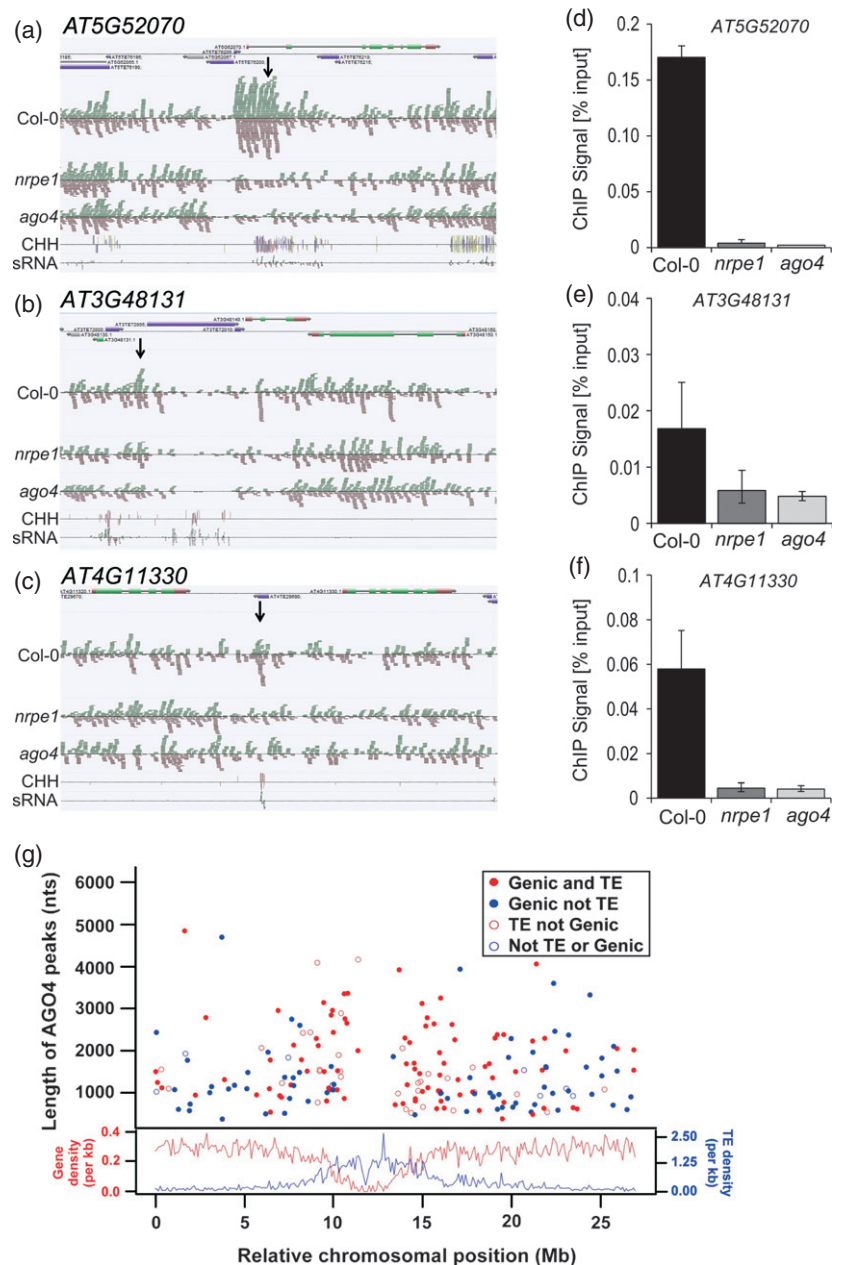 (a)
AT5G52070
Col-0
nrpe1
ago4
CHH
sRNA
(b)
AT3G48131
Col-0
nrpe1
ago4
CHH
sRNA
(c)
AT4G11330
Col-0
nrpe1
ago4
CHH
sRNA
(d)
AT5G52070
ChIP Signal [% input]
0.20
0.15
0.10
0.05
0
Col-0 nrpe1 ago4
(e)
AT3G48131
ChIP Signal [% input]
0.04
0.03
0.02
0.01
0
Col-0 nrpe1 ago4
(f)
AT4G11330
ChIP Signal [% input]
0.1
0.08
0.06
0.04
0.02
0
Col-0 nrpe1 ago4
(g)
Length of AGO4 peaks (nts)
6000
5000
4000
3000
2000
1000
Genic and TE
Genic not TE
TE not Genic
Not TE or Genic
Gene density (per kb)
0.4
0.2
0.0
2.50
1.25
0.00
TE density (per kb)
0 5 10 15 20 25
Relative chromosomal position (Mb)